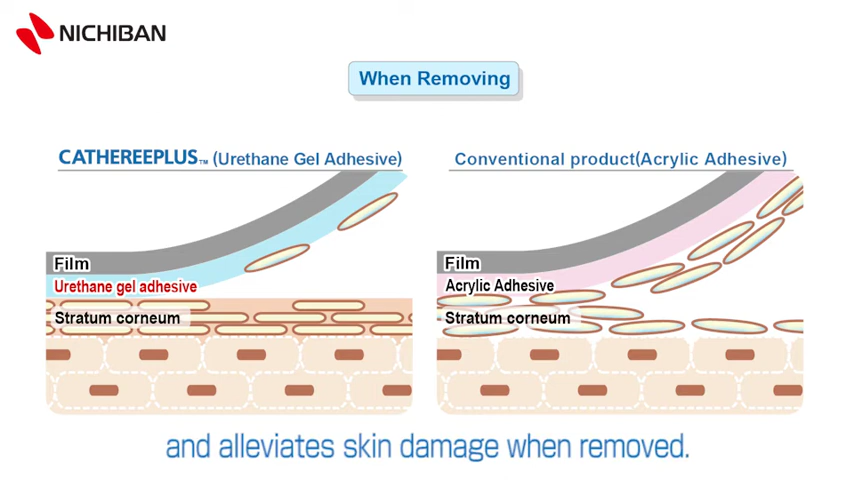 NICHIBAN
When Removing
CATHEREEPLUS™ (Urethane Gel Adhesive)
Conventional product(Acrylic Adhesive)
Film
Urethane gel adhesive
Stratum corneum
Film
Acrylic Adhesive
Stratum corneum
and alleviates skin damage when removed.